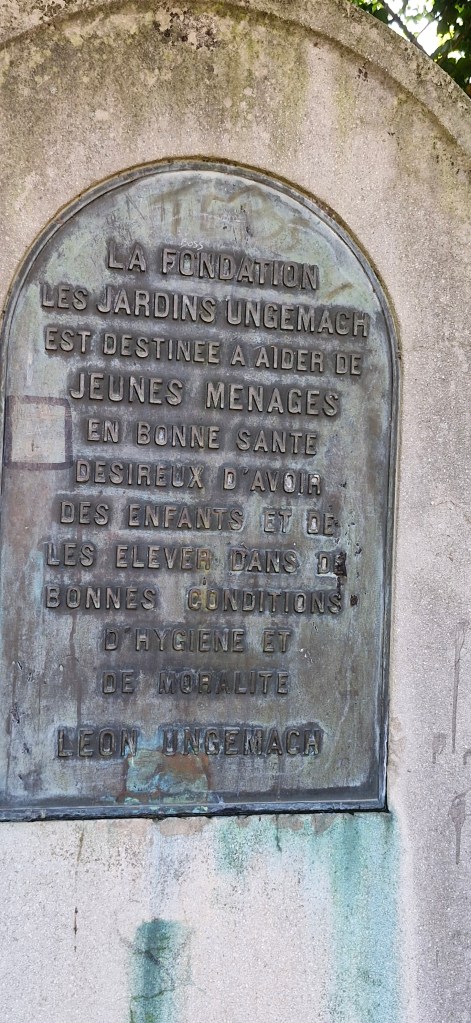 LA FONDATION
LES JARDINS UNGEMACH
EST DESTINEE A AIDER DE
JEUNES MENAGES
EN BONNE SANTE
DESIREUX D'AVOIR
DES ENFANTS ET DE
LES ELEVER DANS DE
BONNES CONDITIONS
D'HYGIENE ET
DE MORALITE
LEON UNGEMACH